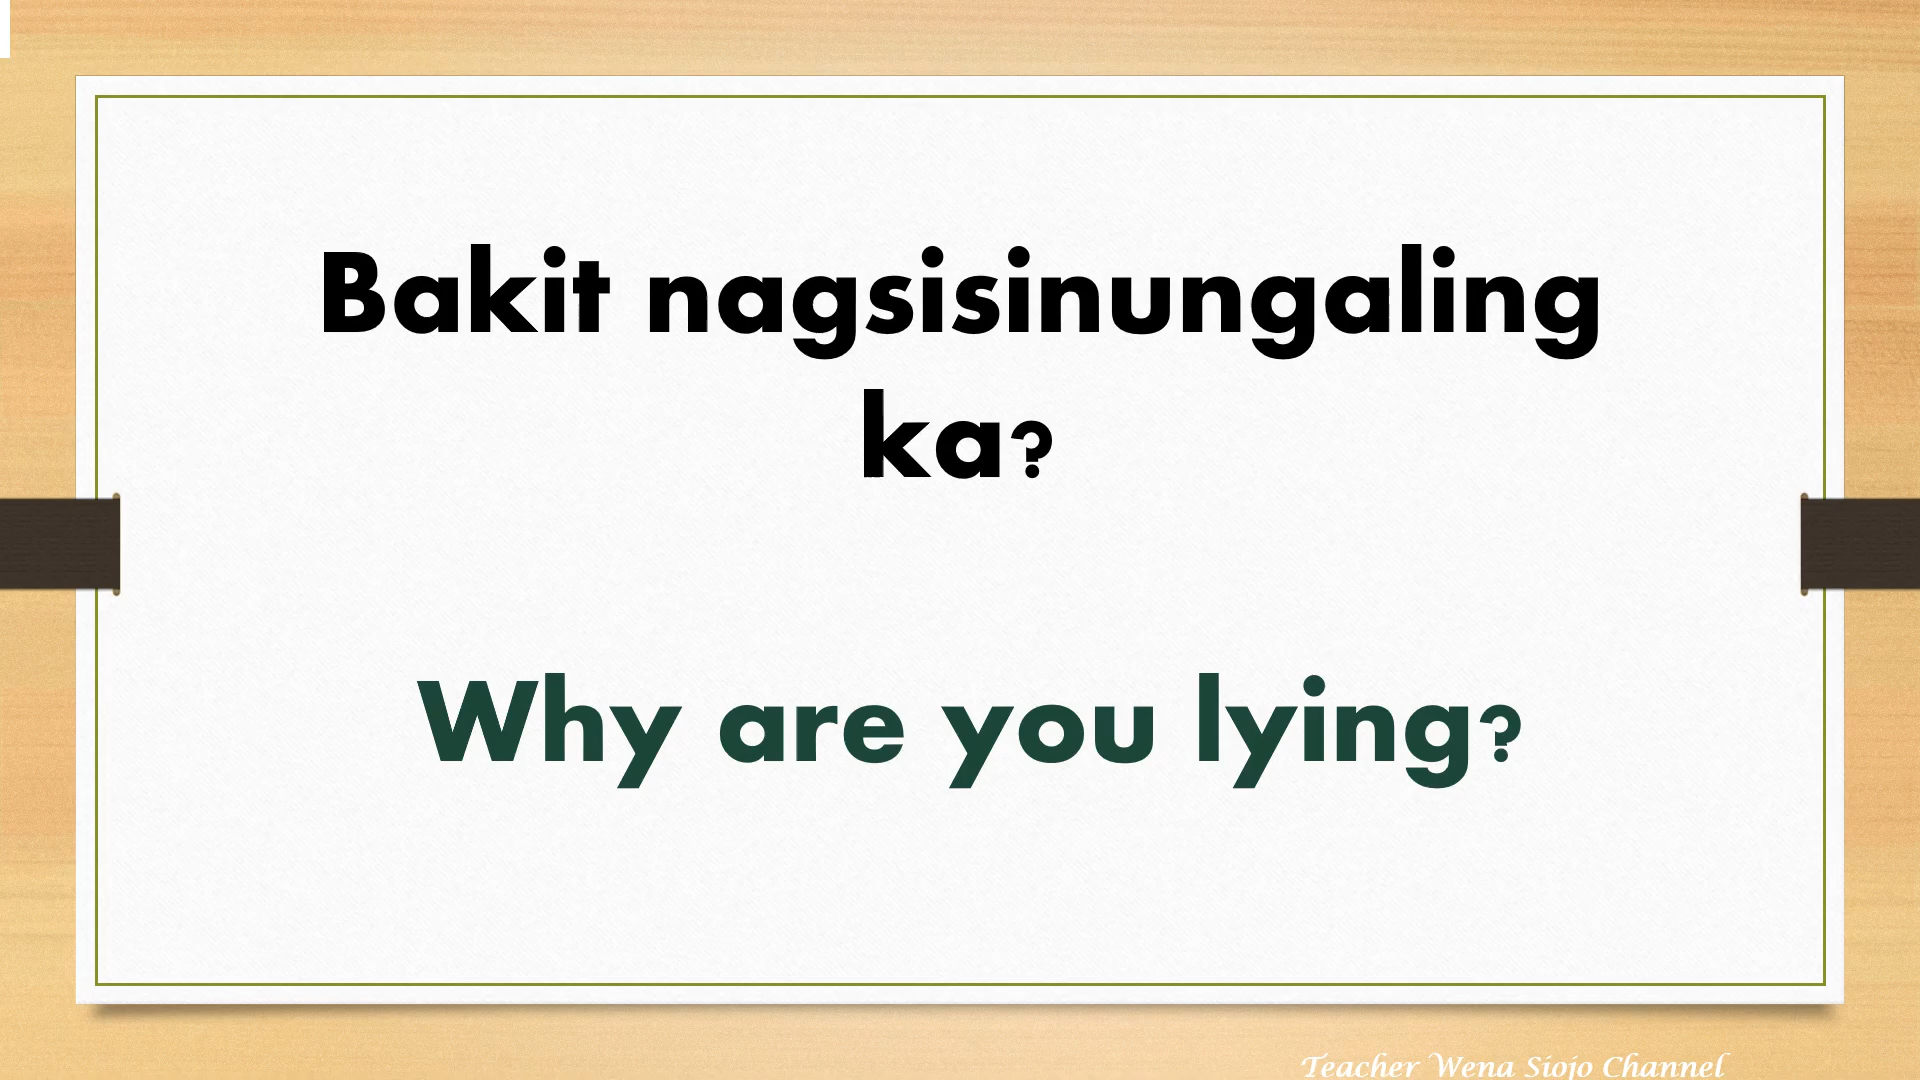 Bakit nagsisinungaling
ka?
Why are you lying?
Teacher Wena Siojo Channel